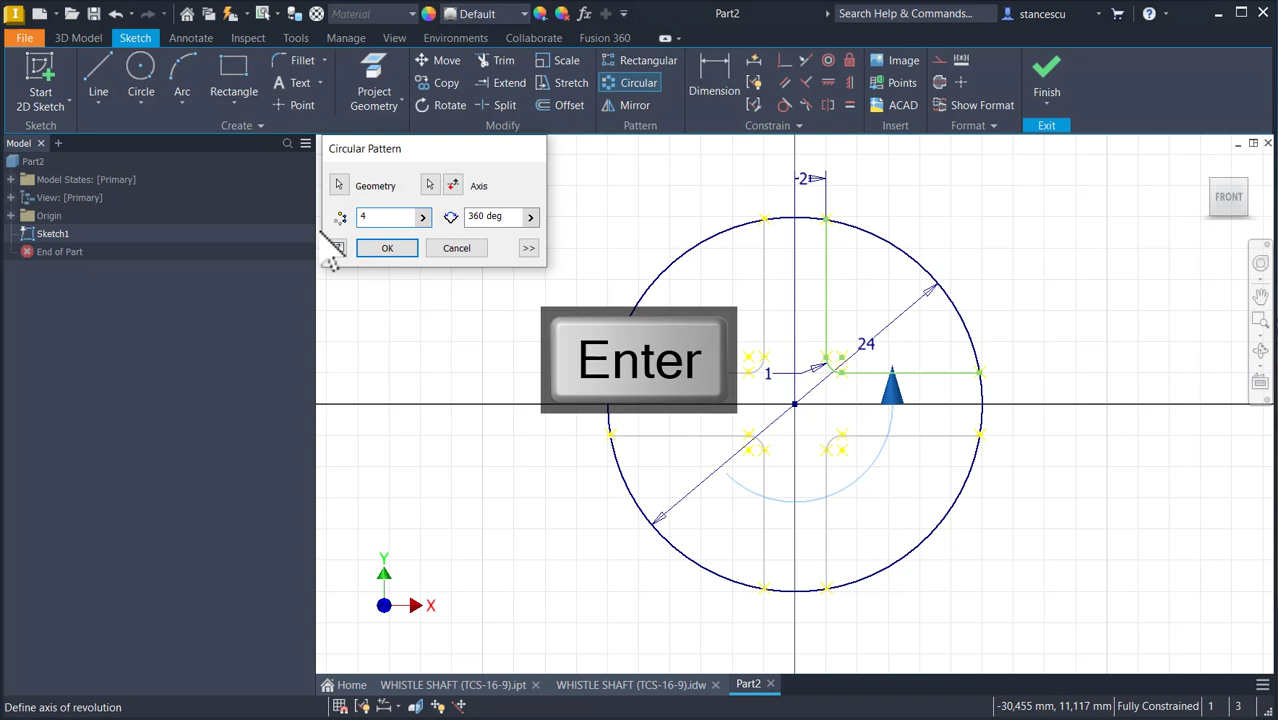 Material
Default
Part2
Search Help & Commands...
stancescu
File
3D Model
Sketch
Annotate
Inspect
Tools
Manage
View
Environments
Collaborate
Fusion 360
Start
2D Sketch
Line
Circle
Arc
Rectangle
Fillet
Text
Point
Project
Geometry
Move
Copy
Rotate
Trim
Extend
Split
Scale
Stretch
Offset
Rectangular
Circular
Mirror
Dimension
Image
Points
ACAD
Show Format
Finish
Sketch
Create
Modify
Pattern
Constrain
Insert
Format
Exit
Model
Part2
Model States: [Primary]
View: [Primary]
Origin
Sketch1
End of Part
Circular Pattern
Geometry
Axis
4
360 deg
OK
Cancel
>>
2
24
1
Enter
FRONT
Y
X
Home
WHISTLE SHAFT (TCS-16-9).ipt
WHISTLE SHAFT (TCS-16-9).idw
Part2
Define axis of revolution
-30,455 mm, 11,117 mm
Fully Constrained
1
3